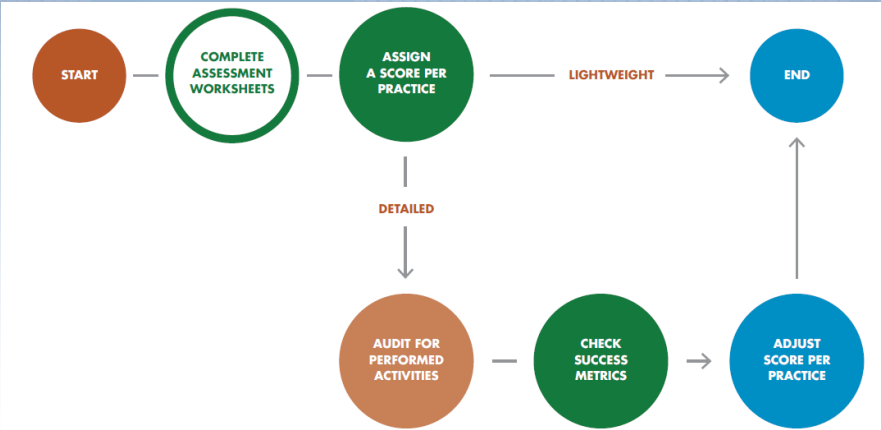 START
COMPLETE
ASSESSMENT
WORKSHEETS
ASSIGN
A SCORE PER
PRACTICE
LIGHTWEIGHT
END
DETAILED
AUDIT FOR
PERFORMED
ACTIVITIES
CHECK
SUCCESS
METRICS
ADJUST
SCORE PER
PRACTICE